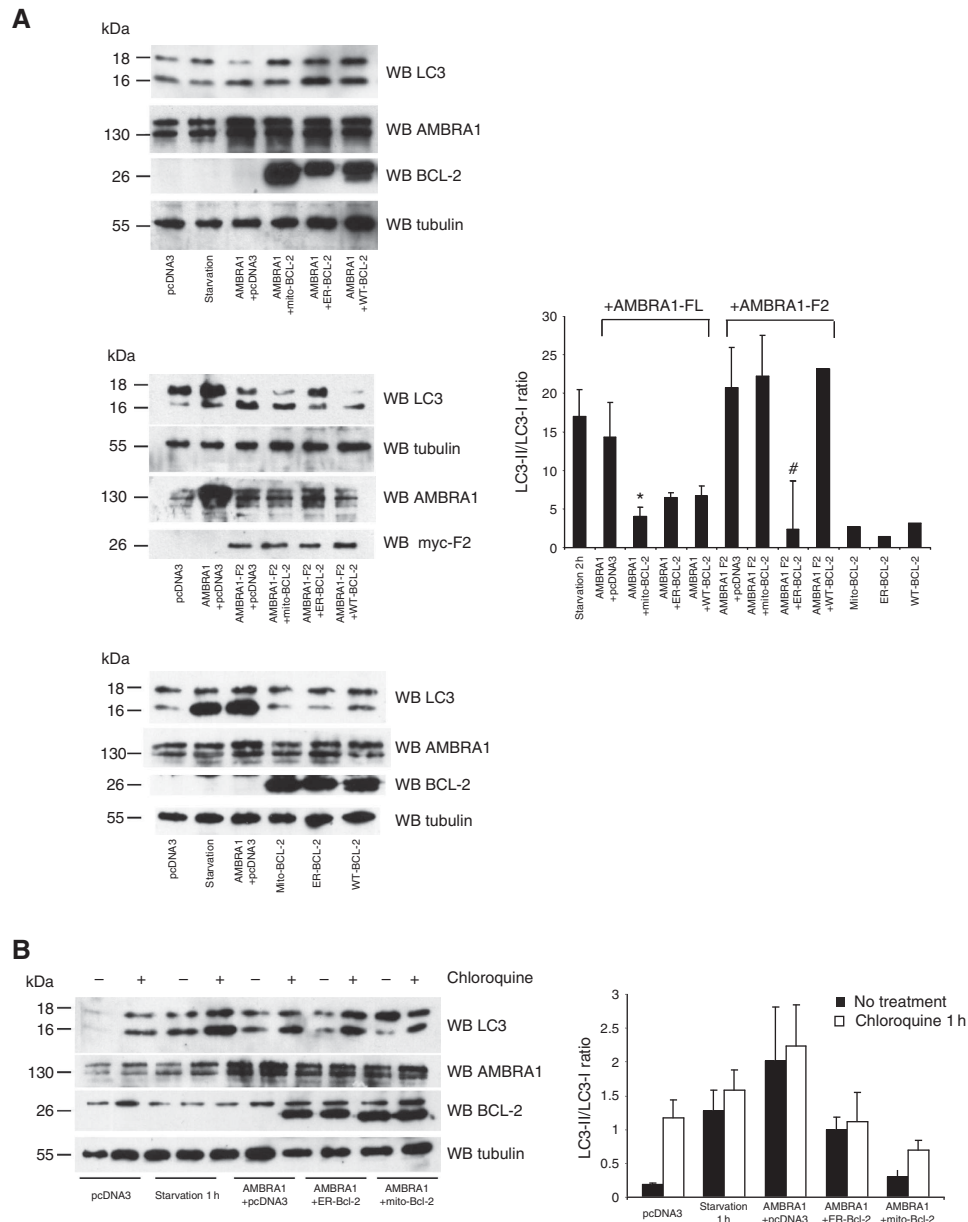 A
kDa
18
16
WB LC3
130
WB AMBRA1
26
WB BCL-2
55
WB tubulin
pcDNA3
Starvation
AMBRA1
+pcDNA3
AMBRA1
+mito-BCL-2
AMBRA1
+ER-BCL-2
AMBRA1
+WT-BCL-2
kDa
18
16
WB LC3
55
WB tubulin
130
WB AMBRA1
26
WB myc-F2
pcDNA3
AMBRA1
+pcDNA3
AMBRA1-F2
+pcDNA3
AMBRA1-F2
+mito-BCL-2
AMBRA1-F2
+ER-BCL-2
AMBRA1-F2
+WT-BCL-2
+AMBRA1-FL
+AMBRA1-F2
LC3-II/LC3-I ratio
30
25
20
15
10
5
0
*
#
Starvation 2h
AMBRA1
+pcDNA3
AMBRA1
+mito-BCL-2
AMBRA1
+ER-BCL-2
AMBRA1
+WT-BCL-2
AMBRA1 F2
+pcDNA3
AMBRA1 F2
+mito-BCL-2
AMBRA1 F2
+ER-BCL-2
AMBRA1 F2
+WT-BCL-2
Mito-BCL-2
ER-BCL-2
WT-BCL-2
kDa
18
16
WB LC3
130
WB AMBRA1
26
WB BCL-2
55
WB tubulin
pcDNA3
Starvation
AMBRA1
+pcDNA3
Mito-BCL-2
ER-BCL-2
WT-BCL-2
B
kDa
– + – + – + – + – + Chloroquine
18
16
WB LC3
130
WB AMBRA1
26
WB BCL-2
55
WB tubulin
pcDNA3
Starvation 1 h
AMBRA1
+pcDNA3
AMBRA1
+ER-Bcl-2
AMBRA1
+mito-Bcl-2
LC3-II/LC3-I ratio
3
2.5
2
1.5
1
0.5
0
No treatment
Chloroquine 1 h
pcDNA3
Starvation
1 h
AMBRA1
+pcDNA3
AMBRA1
+ER-Bcl-2
AMBRA1
+mito-Bcl-2